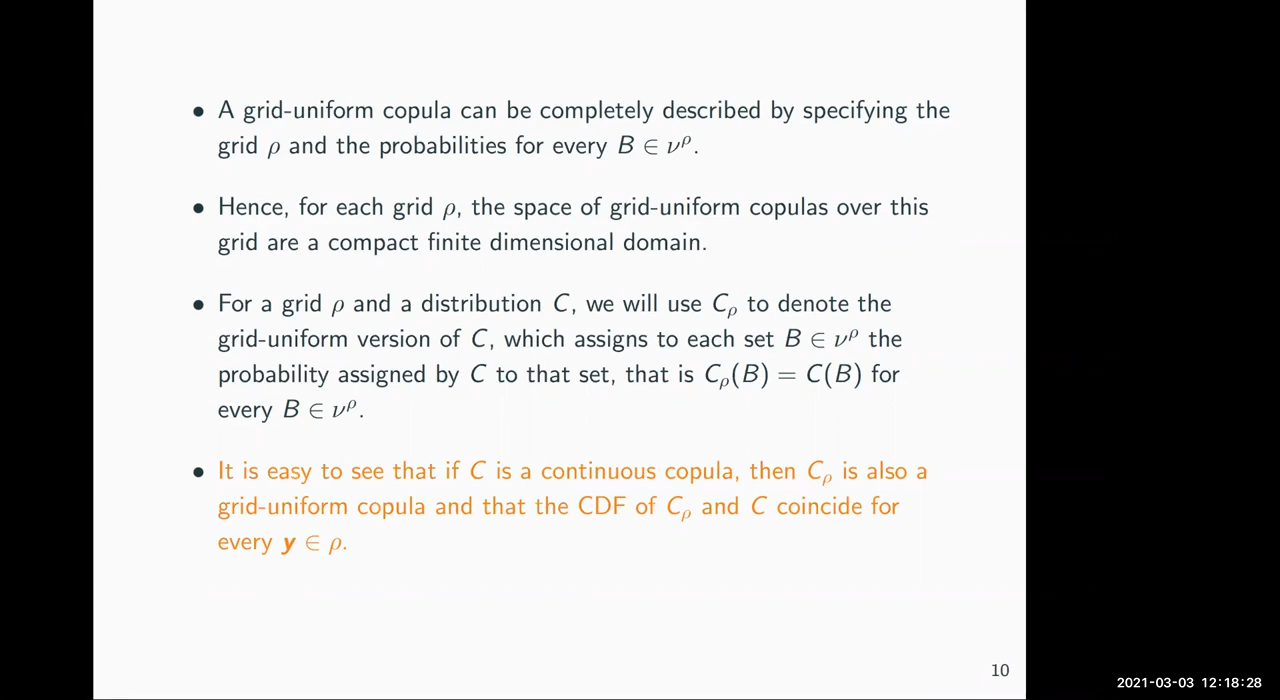 • A grid-uniform copula can be completely described by specifying the
grid ρ and the probabilities for every B ∈ ν^ρ.
• Hence, for each grid ρ, the space of grid-uniform copulas over this
grid are a compact finite dimensional domain.
• For a grid ρ and a distribution C, we will use C_ρ to denote the
grid-uniform version of C, which assigns to each set B ∈ ν^ρ the
probability assigned by C to that set, that is C_ρ(B) = C(B) for
every B ∈ ν^ρ.
• It is easy to see that if C is a continuous copula, then C_ρ is also a
grid-uniform copula and that the CDF of C_ρ and C coincide for
every y ∈ ρ.
10
2021-03-03 12:18:28